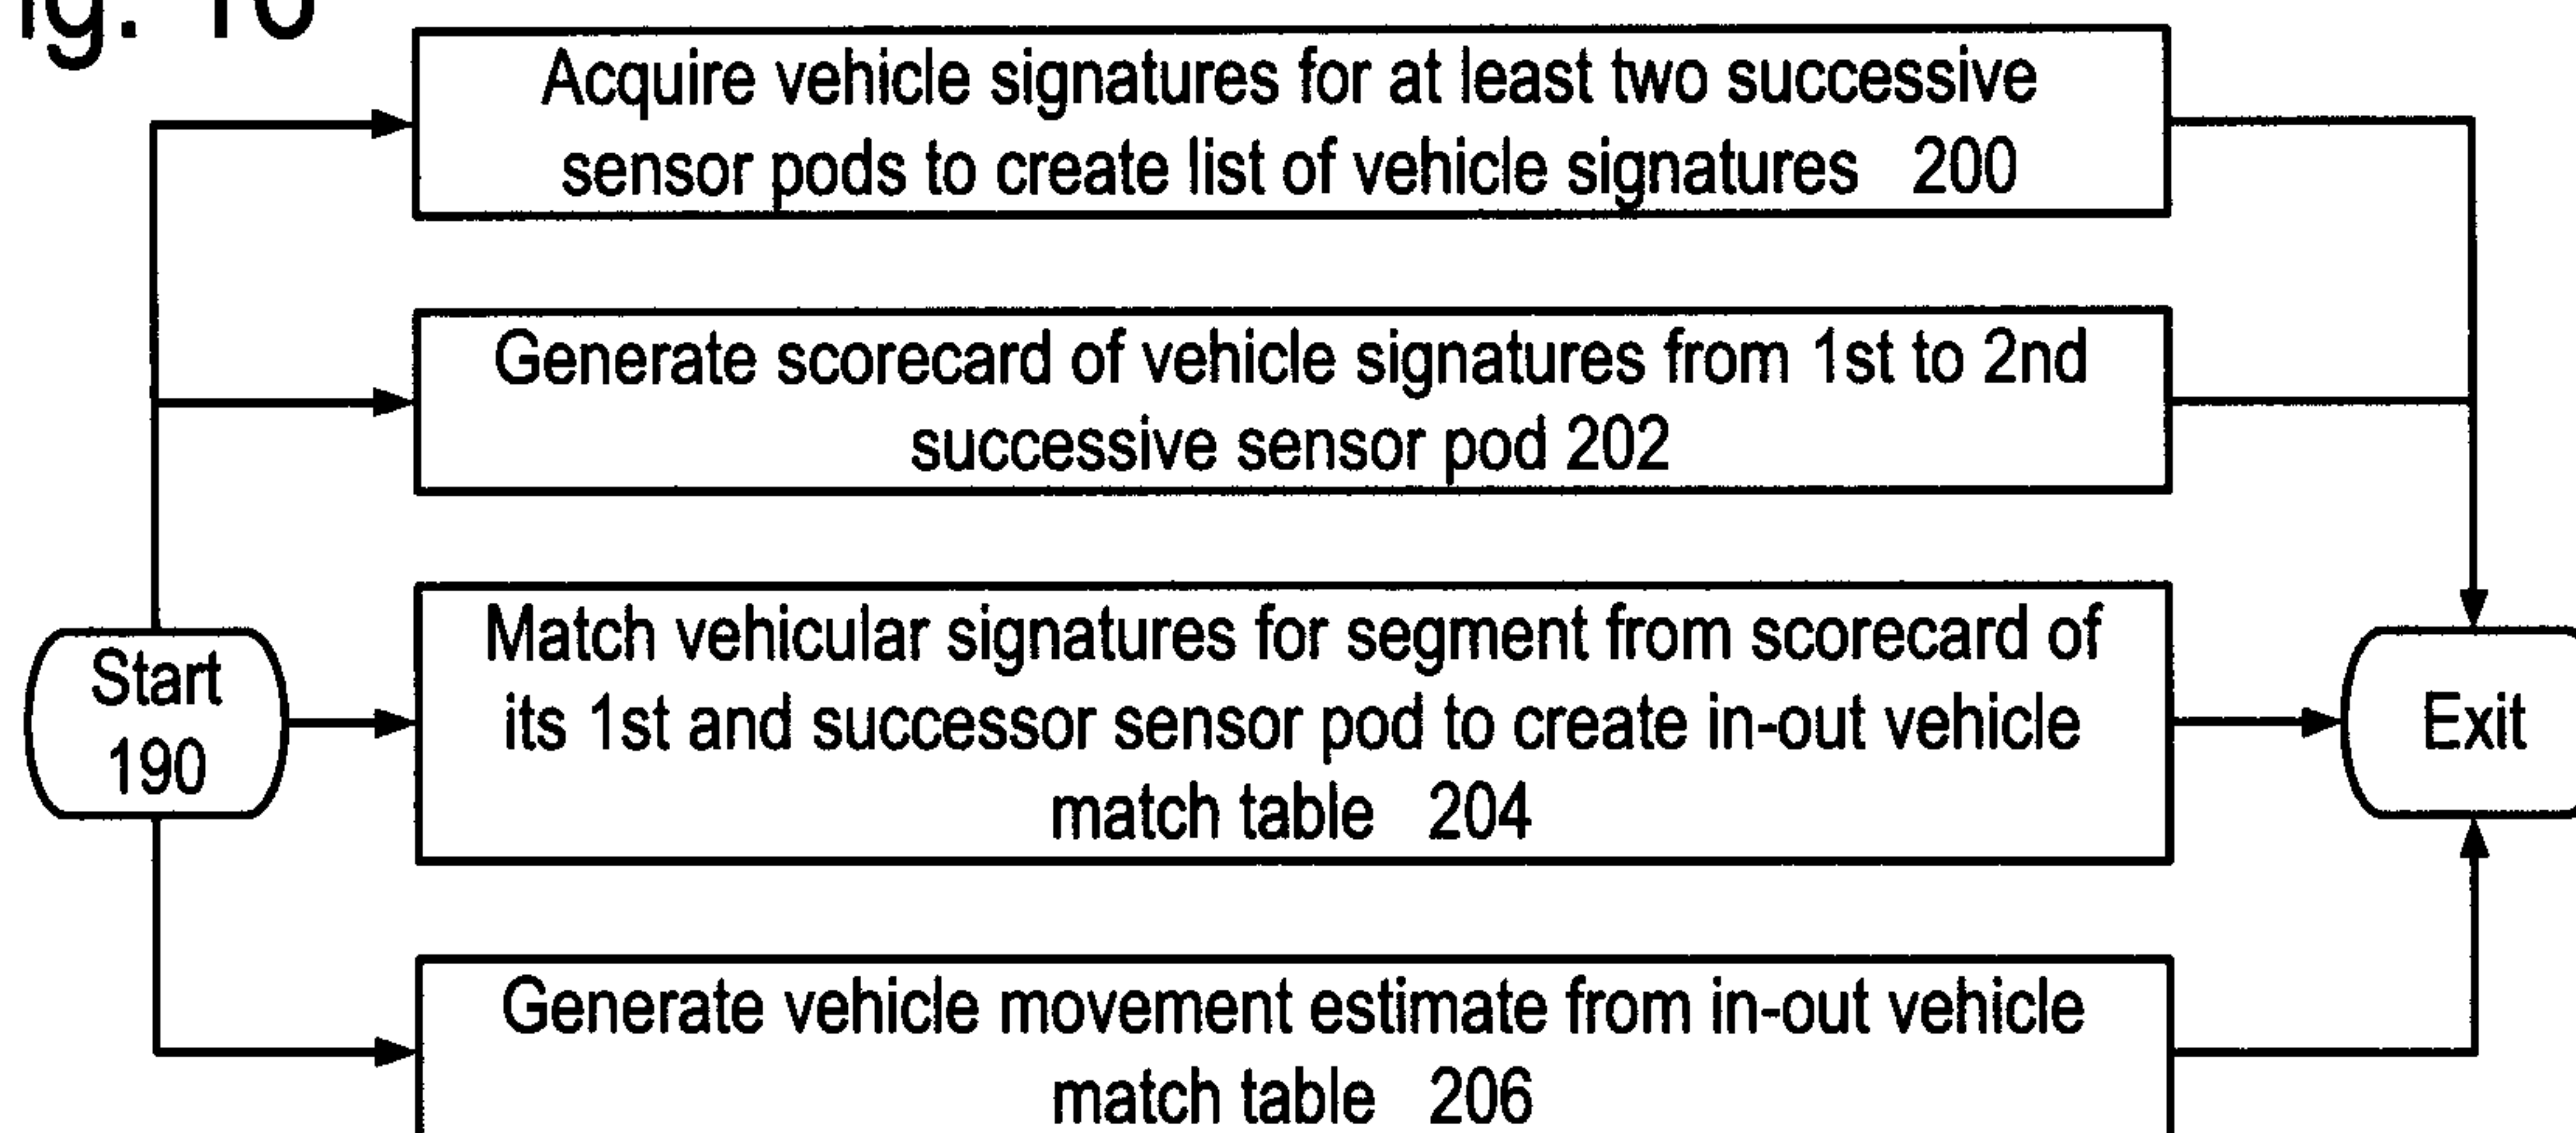 Acquire vehicle signatures for at least two successive
sensor pods to create list of vehicle signatures 200
Generate scorecard of vehicle signatures from 1st to 2nd
successive sensor pod 202
Match vehicular signatures for segment from scorecard of
its 1st and successor sensor pod to create in-out vehicle
match table 204
Start
190
Exit
Generate vehicle movement estimate from in-out vehicle
match table 206